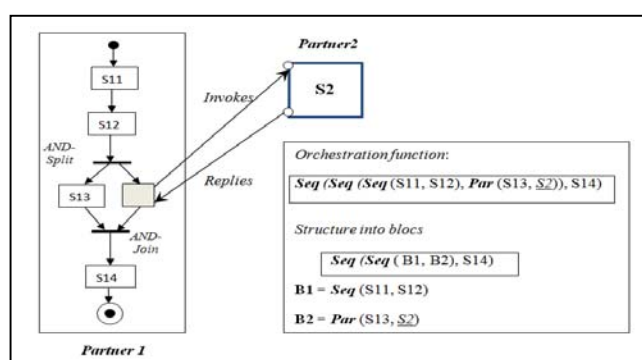 Partner2
S11
S2
Invokes
S12
AND-
Split
Replies
S13
AND-
Join
S14
Partner 1
Orchestration function:
Seq (Seq (Seq (S11, S12), Par (S13, S2)), S14)
Structure into blocs
Seq (Seq ( B1, B2), S14)
B1 = Seq (S11, S12)
B2 = Par (S13, S2)